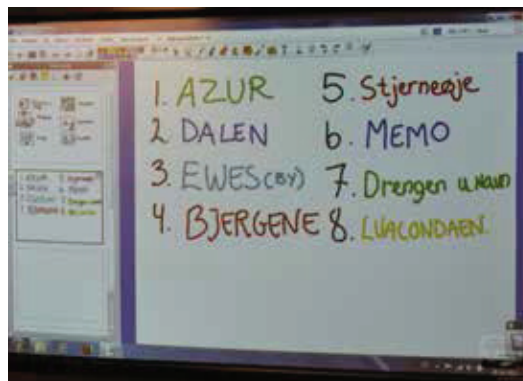 1. AZUR
2 DALEN
3. EWES (BY)
4. BJERGENE
5. Stjerneøje
6. MEMO
7. Drengen u.navn
8. LUACONDAEN.